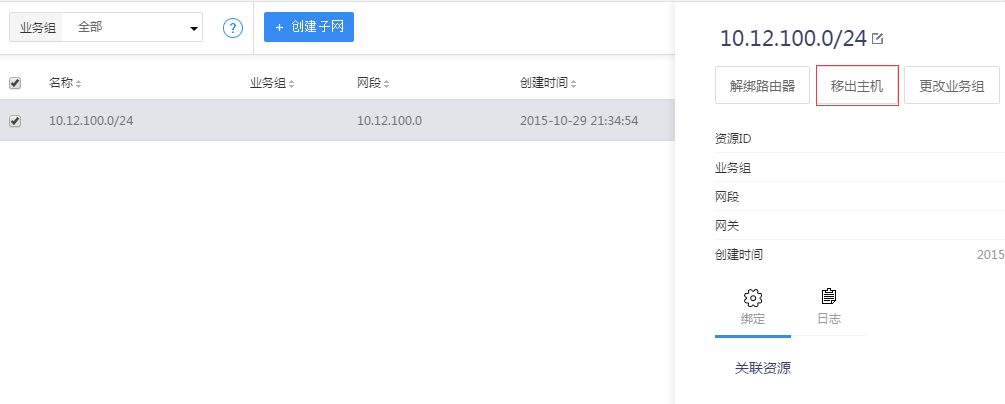 业务组 全部 ? + 创建子网
名称 业务组 网段 创建时间
10.12.100.0/24 10.12.100.0 2015-10-29 21:34:54
10.12.100.0/24
解绑路由器 移出主机 更改业务组
资源ID
业务组
网段
网关
创建时间 2015
绑定 日志
关联资源